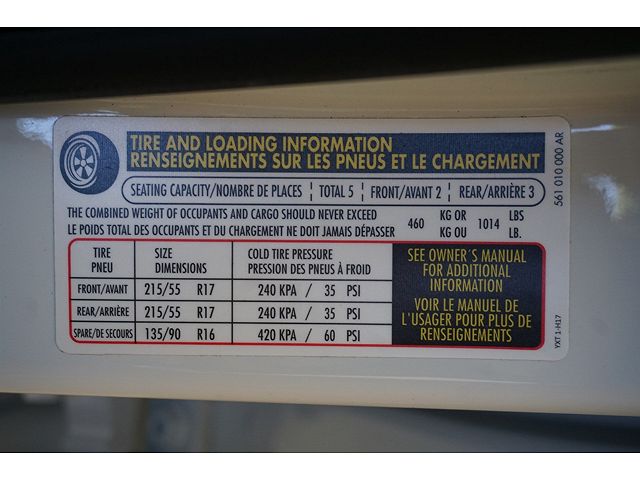 TIRE AND LOADING INFORMATION
RENSEIGNEMENTS SUR LES PNEUS ET LE CHARGEMENT
SEATING CAPACITY/NOMBRE DE PLACES ¦ TOTAL 5 ¦ FRONT/AVANT 2 ¦ REAR/ARRIÈRE 3
THE COMBINED WEIGHT OF OCCUPANTS AND CARGO SHOULD NEVER EXCEED
LE POIDS TOTAL DES OCCUPANTS ET DU CHARGEMENT NE DOIT JAMAIS DÉPASSER
460 KG OR 1014 LBS
KG OU LB.
TIRE SIZE COLD TIRE PRESSURE
PNEU DIMENSIONS PRESSION DES PNEUS À FROID
FRONT/AVANT 215/55 R17 240 KPA / 35 PSI
REAR/ARRIÈRE 215/55 R17 240 KPA / 35 PSI
SPARE/DE SECOURS 135/90 R16 420 KPA / 60 PSI
SEE OWNER´S MANUAL
FOR ADDITIONAL
INFORMATION
VOIR LE MANUEL DE
L'USAGER POUR PLUS DE
RENSEIGNEMENTS
561 010 000 AR
YXT 1-H17